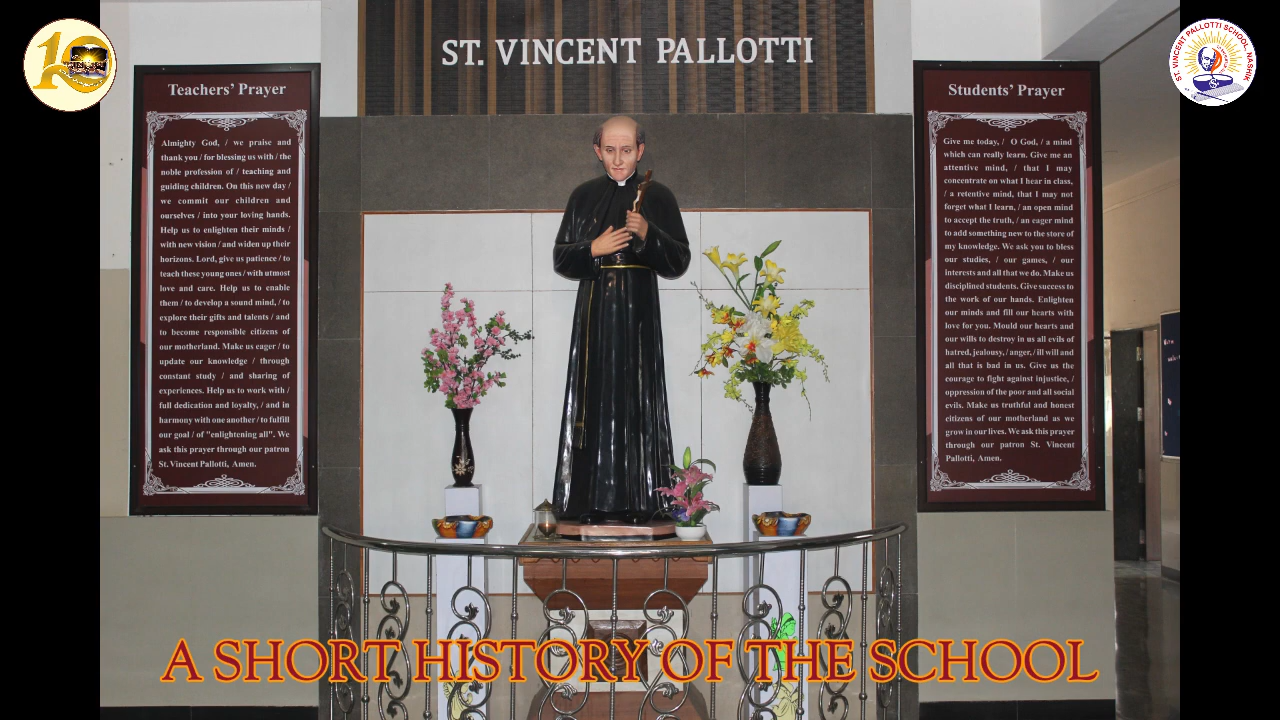 10
ST. VINCENT PALLOTTI SCHOOL, NASHIK
ST. VINCENT PALLOTTI
Teachers' Prayer
Almighty God, / we praise and
thank you / for blessing us with / the
noble profession of / teaching and
guiding children. On this new day /
we commit our children and
ourselves / into your loving hands.
Help us to enlighten their minds /
with new vision / and widen up their
horizons. Lord, give us patience / to
teach these young ones / with utmost
love and care. Help us to enable
them / to develop a sound mind, / to
explore their gifts and talents / and
to become responsible citizens of
our motherland. Make us eager / to
update our knowledge / through
constant study / and sharing of
experiences. Help us to work with /
full dedication and loyalty, / and in
harmony with one another / to fulfill
our goal / of "enlightening all". We
ask this prayer through our patron
St. Vincent Pallotti, Amen.
Students' Prayer
Give me today, / O God, / a mind
which can really learn. Give me an
attentive mind, / that I may
concentrate on what I hear in class,
/ a retentive mind, that I may not
forget what I learn, / an open mind
to accept the truth, / an eager mind
to add something new to the store of
my knowledge. We ask you to bless
our studies, / our games, / our
interests and all that we do. Make us
disciplined students. Give success to
the work of our hands. Enlighten
our minds and fill our hearts with
love for you. Mould our hearts and
our wills to destroy in us all evils of
hatred, jealousy, / anger, / ill will and
all that is bad in us. Give us the
courage to fight against injustice, /
oppression of the poor and all social
evils. Make us truthful and honest
citizens of our motherland as we
grow in our lives. We ask this prayer
through our patron St. Vincent
Pallotti, Amen.
A SHORT HISTORY OF THE SCHOOL